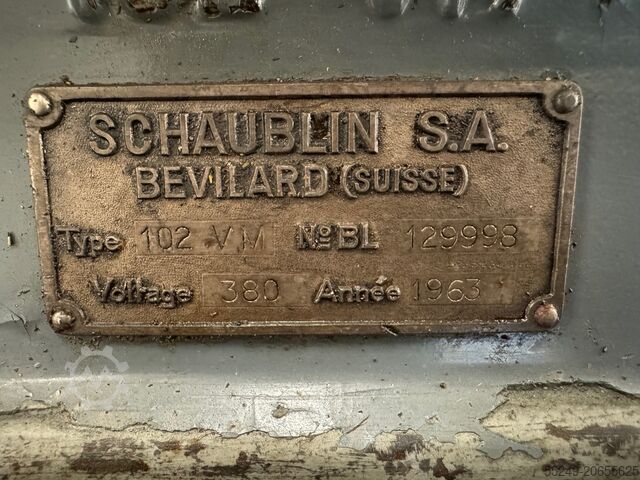 SCHAUBLIN S.A.
BEVILARD (SUISSE)
Type 102 VM No BL 129998
Voltage 380 Année 1963